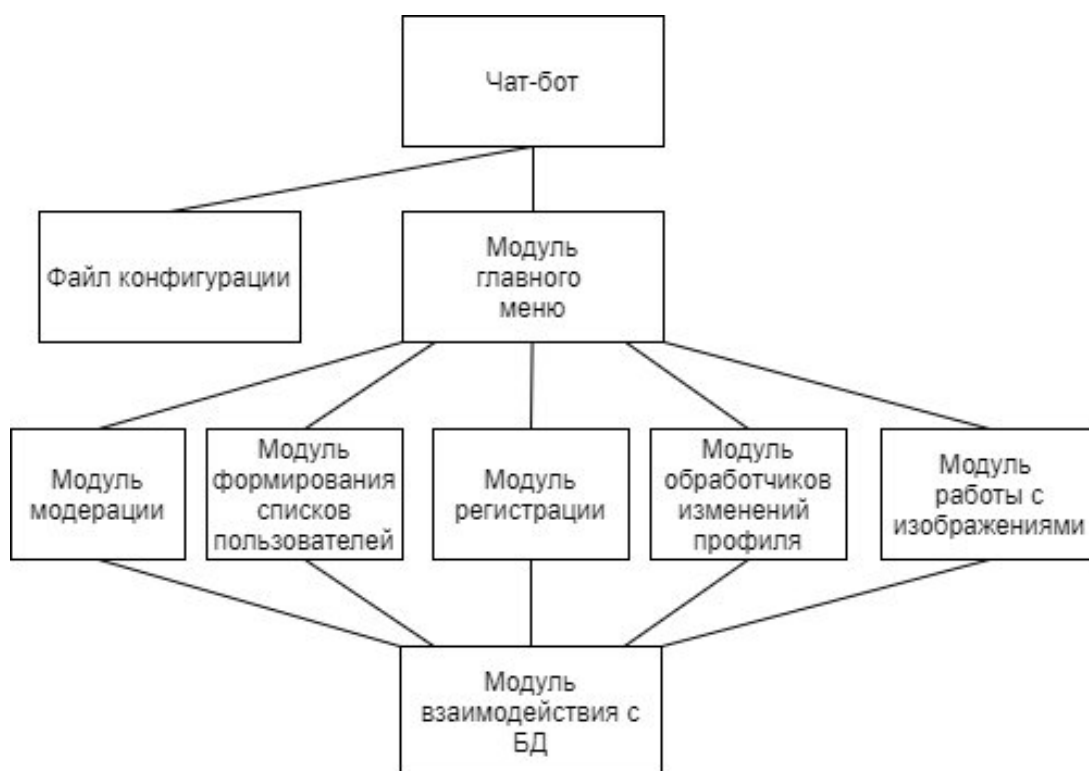 Чат-бот
Файл конфигурации
Модуль
главного
меню
Модуль
модерации
Модуль
формирования
списков
пользователей
Модуль
регистрации
Модуль
обработчиков
изменений
профиля
Модуль
работы с
изображениями
Модуль
взаимодействия с
БД